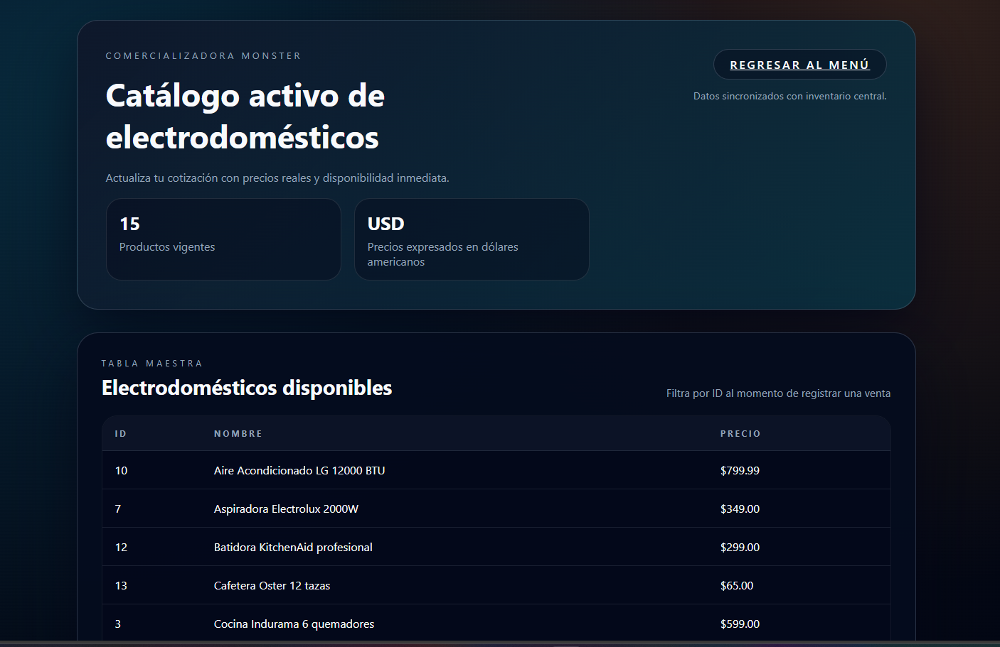 COMERCIALIZADORA MONSTER
Catálogo activo de
electrodomésticos
Actualiza tu cotización con precios reales y disponibilidad inmediata.
REGRESAR AL MENÚ
Datos sincronizados con inventario central.
15
Productos vigentes
USD
Precios expresados en dólares
americanos
TABLA MAESTRA
Electrodomésticos disponibles
Filtra por ID al momento de registrar una venta
ID NOMBRE PRECIO
10 Aire Acondicionado LG 12000 BTU $799.99
7 Aspiradora Electrolux 2000W $349.00
12 Batidora KitchenAid profesional $299.00
13 Cafetera Oster 12 tazas $65.00
3 Cocina Indurama 6 quemadores $599.00